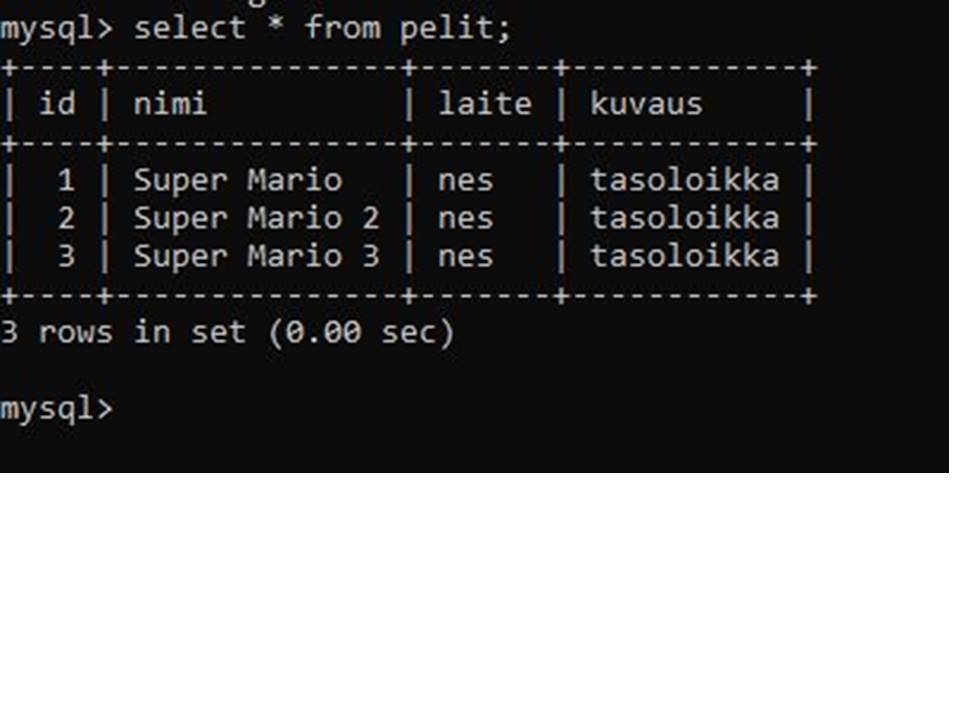 mysql> select * from pelit;
+----+---------------+-------+------------+
| id | nimi          | laite | kuvaus     |
+----+---------------+-------+------------+
|  1 | Super Mario   | nes   | tasoloikka |
|  2 | Super Mario 2 | nes   | tasoloikka |
|  3 | Super Mario 3 | nes   | tasoloikka |
+----+---------------+-------+------------+
3 rows in set (0.00 sec)
mysql>